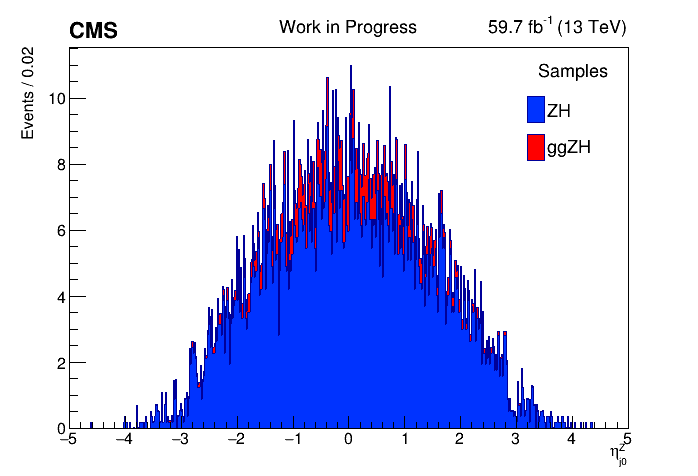 CMS Work in Progress 59.7 fb⁻¹ (13 TeV)
Events / 0.02
Samples
ZH
ggZH
10
8
6
4
2
0
−5 −4 −3 −2 −1 0 1 2 3 4 5
η^Z_j0